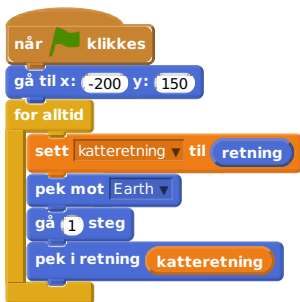 når klikkes
gå til x: -200 y: 150
for alltid
sett katteretning til retning
pek mot Earth
gå 1 steg
pek i retning katteretning